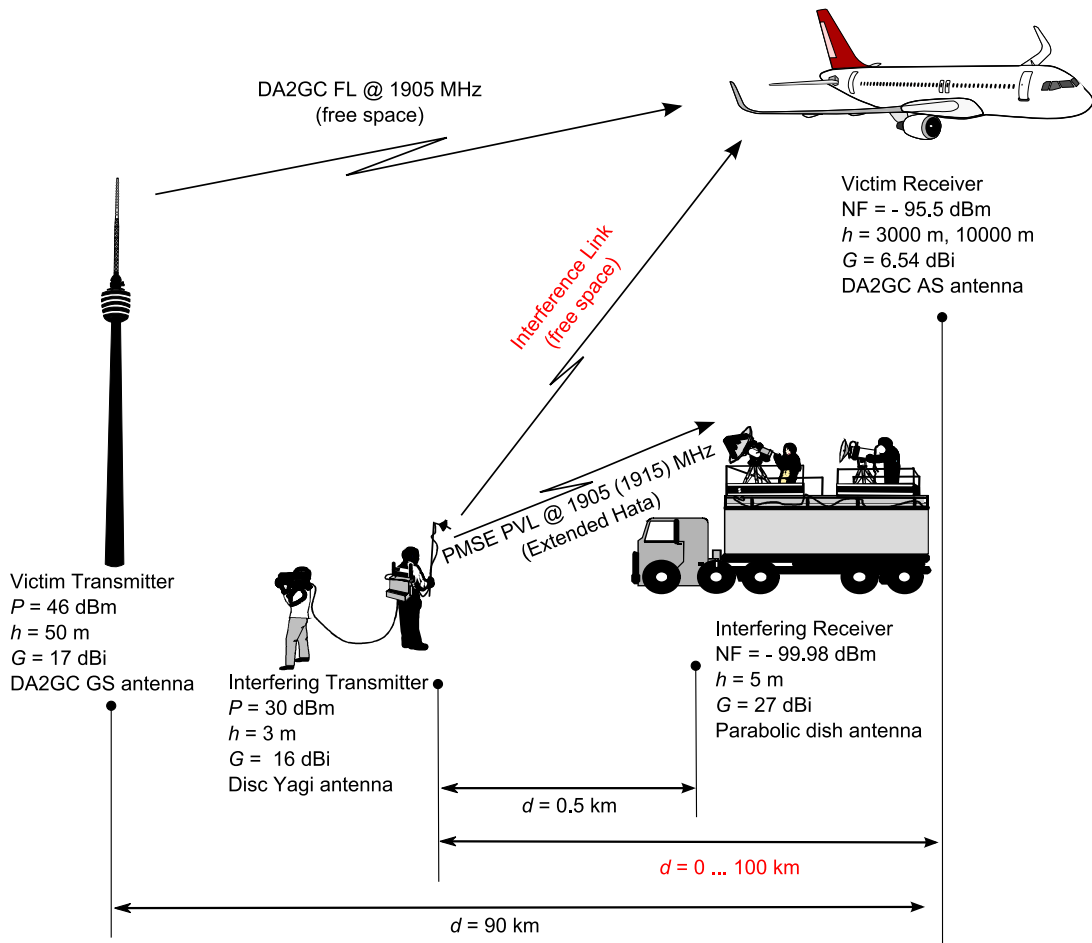 DA2GC FL @ 1905 MHz
(free space)
Interference Link
(free space)
Victim Receiver
NF = - 95.5 dBm
h = 3000 m, 10000 m
G = 6.54 dBi
DA2GC AS antenna
PMSE PVL @ 1905 (1915) MHz
(Extended Hata)
Victim Transmitter
P = 46 dBm
h = 50 m
G = 17 dBi
DA2GC GS antenna
Interfering Transmitter
P = 30 dBm
h = 3 m
G = 16 dBi
Disc Yagi antenna
Interfering Receiver
NF = - 99.98 dBm
h = 5 m
G = 27 dBi
Parabolic dish antenna
d = 0.5 km
d = 0 ... 100 km
d = 90 km